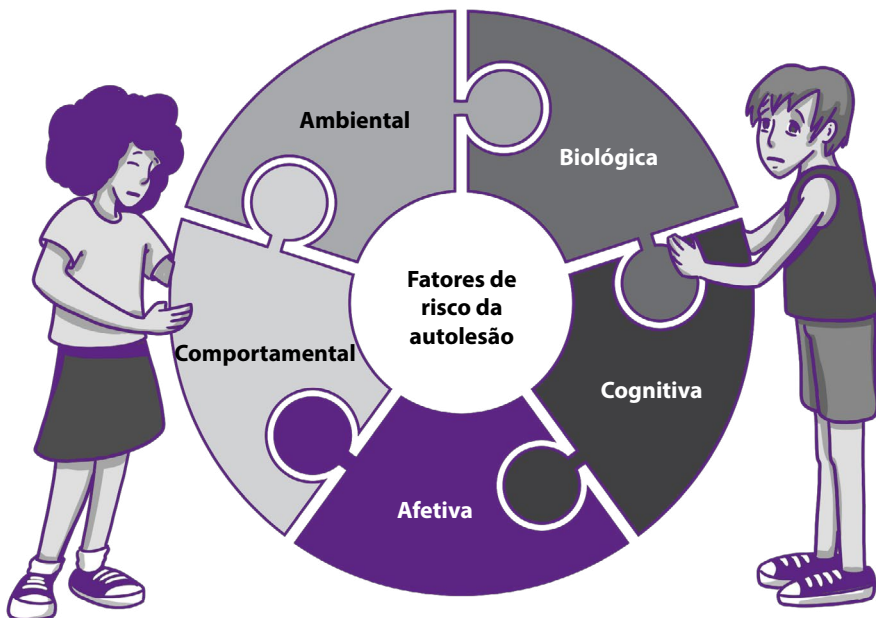 Ambiental
Biológica
Fatores de
risco da
autolesão
Comportamental
Cognitiva
Afetiva